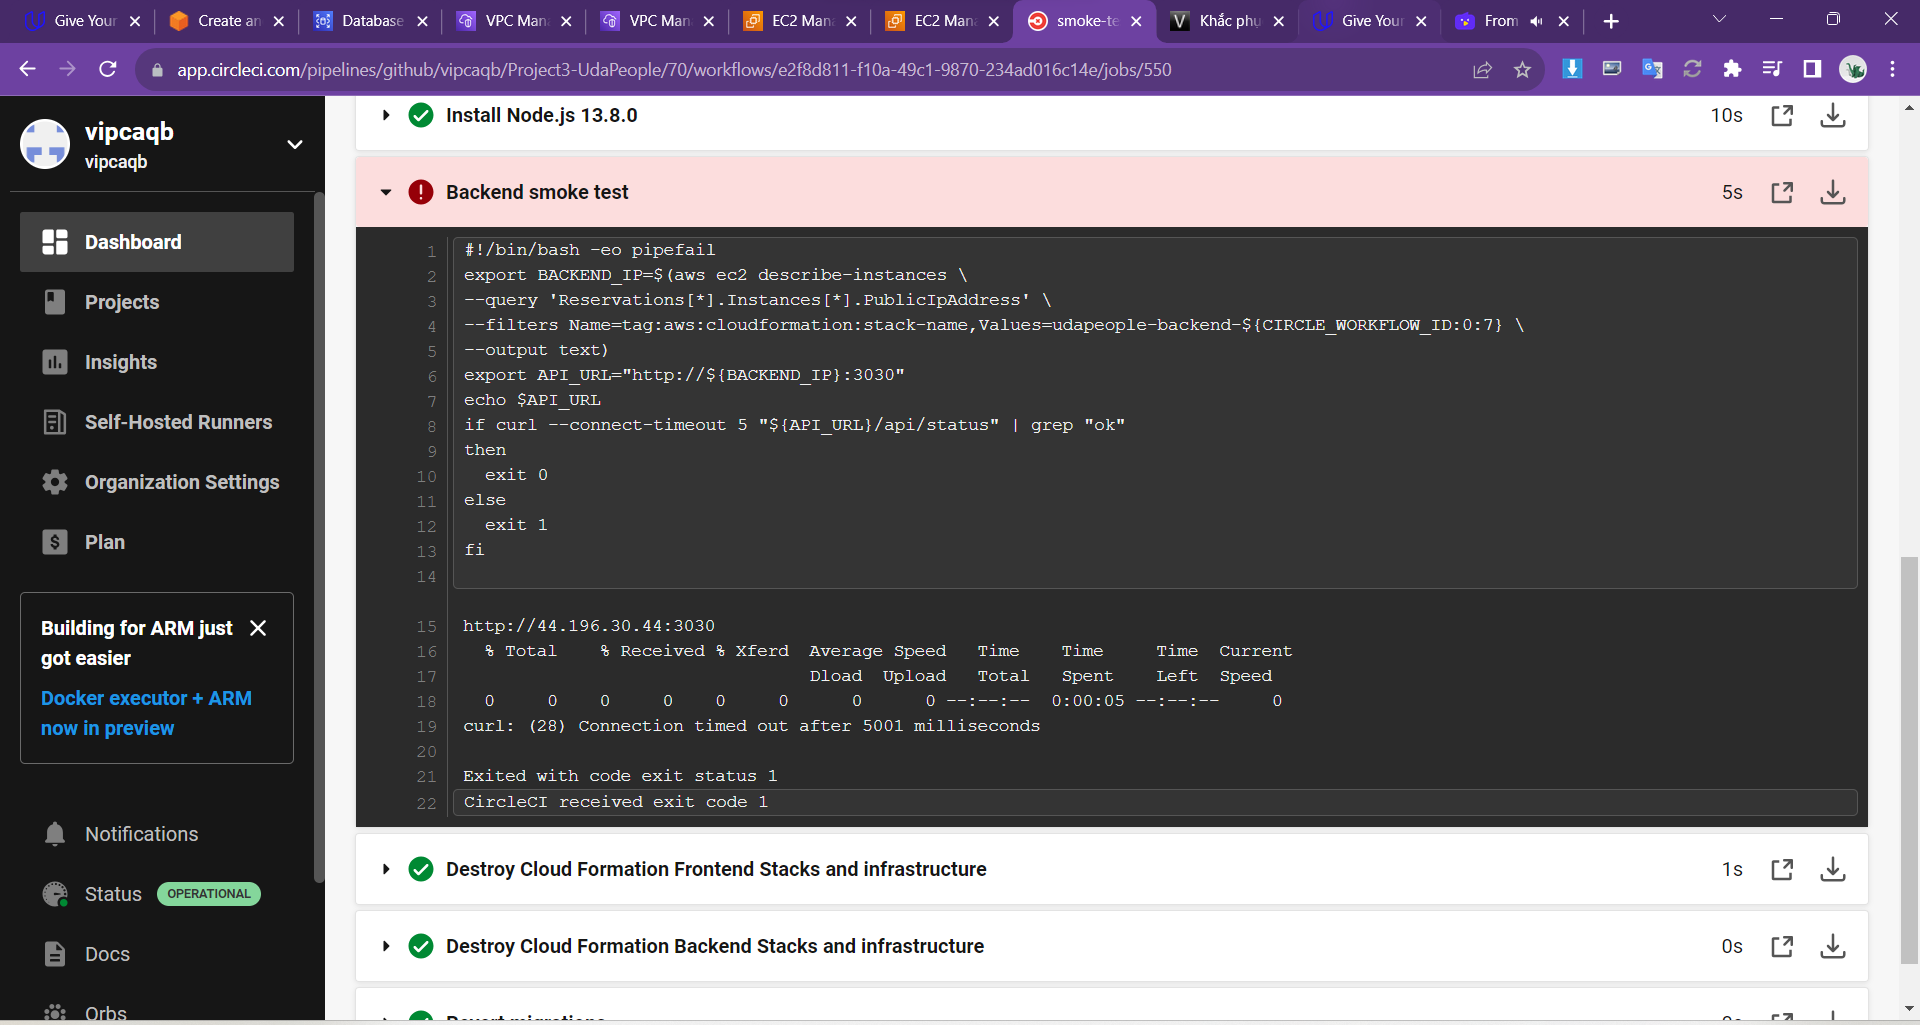 Give Your
Create an
Database
VPC Man
VPC Man
EC2 Man
EC2 Man
smoke-te
Khắc phụ
Give Your
From
app.circleci.com/pipelines/github/vipcaqb/Project3-UdaPeople/70/workflows/e2f8d811-f10a-49c1-9870-234ad016c14e/jobs/550
vipcaqb
vipcaqb
Dashboard
Projects
Insights
Self-Hosted Runners
Organization Settings
Plan
Building for ARM just
got easier
Docker executor + ARM
now in preview
Notifications
Status OPERATIONAL
Docs
Orbs
Install Node.js 13.8.0 10s
Backend smoke test 5s
1 #!/bin/bash -eo pipefail
2 export BACKEND_IP=$(aws ec2 describe-instances \
3 --query 'Reservations[*].Instances[*].PublicIpAddress' \
4 --filters Name=tag:aws:cloudformation:stack-name,Values=udapeople-backend-${CIRCLE_WORKFLOW_ID:0:7} \
5 --output text)
6 export API_URL="http://${BACKEND_IP}:3030"
7 echo $API_URL
8 if curl --connect-timeout 5 "${API_URL}/api/status" | grep "ok"
9 then
10 exit 0
11 else
12 exit 1
13 fi
14
15 http://44.196.30.44:3030
16 % Total % Received % Xferd Average Speed Time Time Time Current
17 Dload Upload Total Spent Left Speed
18 0 0 0 0 0 0 0 0 --:--:-- 0:00:05 --:--:-- 0
19 curl: (28) Connection timed out after 5001 milliseconds
20
21 Exited with code exit status 1
22 CircleCI received exit code 1
Destroy Cloud Formation Frontend Stacks and infrastructure 1s
Destroy Cloud Formation Backend Stacks and infrastructure 0s
Revert migrations